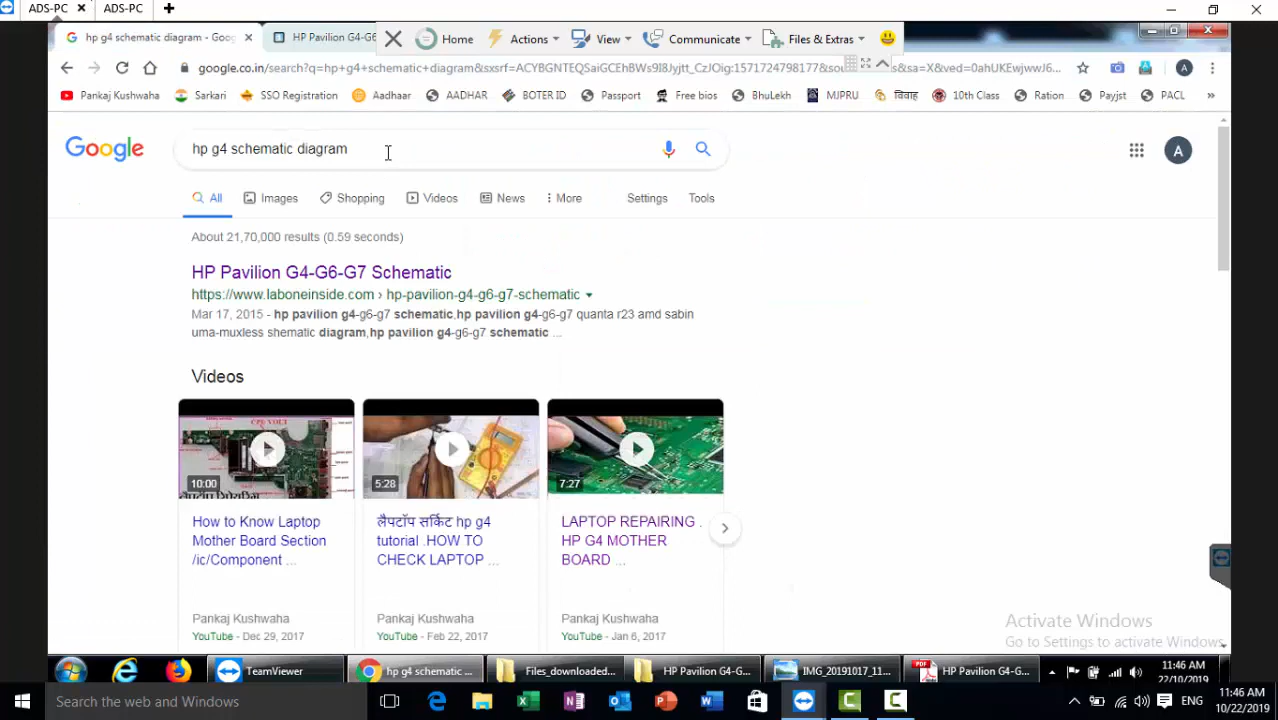 ADS-PC ADS-PC
hp g4 schematic diagram - Goog
HP Pavilion G4-G6
Home Actions View Communicate Files & Extras
google.co.in/search?q=hp+g4+schematic+diagram&sxsrf=ACYBGNTEQSaiGCEhBWs9I8Jyjtt_CzJOig:1571724798177&sou
s&sa=X&ved=0ahUKEwjwwJ6... A
Pankaj Kushwaha Sarkari SSO Registration Aadhaar AADHAR BOTER ID Passport Free bios BhuLekh MJPRU विवाह 10th Class Ration Payjst PACL »
Google
hp g4 schematic diagram
A
All Images Shopping Videos News More Settings Tools
About 21,70,000 results (0.59 seconds)
HP Pavilion G4-G6-G7 Schematic
https://www.laboneinside.com › hp-pavilion-g4-g6-g7-schematic
Mar 17, 2015 - hp pavilion g4-g6-g7 schematic,hp pavilion g4-g6-g7 quanta r23 amd sabin
uma-muxless shematic diagram,hp pavilion g4-g6-g7 schematic ...
Videos
CPU VOLT
10:00 5:28 7:27
How to Know Laptop
Mother Board Section
/ic/Component ...
Pankaj Kushwaha
YouTube - Dec 29, 2017
लैपटॉप सर्किट hp g4
tutorial .HOW TO
CHECK LAPTOP ...
Pankaj Kushwaha
YouTube - Feb 22, 2017
LAPTOP REPAIRING .
HP G4 MOTHER
BOARD ...
Pankaj Kushwaha
YouTube - Jan 6, 2017
Activate Windows
Go to Settings to activate Windows.
TeamViewer hp g4 schematic ... Files_downloaded... HP Pavilion G4-G... IMG_20191017_11... HP Pavilion G4-G...
11:46 AM
22/10/2019
Search the web and Windows
ENG
11:46 AM
10/22/2019